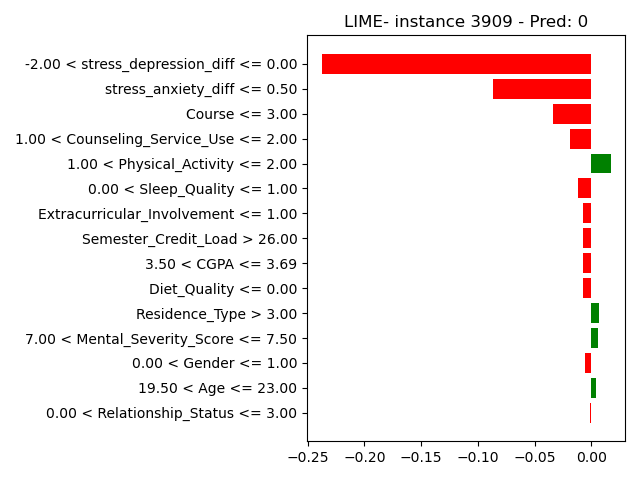 LIME- instance 3909 - Pred: 0
-2.00 < stress_depression_diff <= 0.00
stress_anxiety_diff <= 0.50
Course <= 3.00
1.00 < Counseling_Service_Use <= 2.00
1.00 < Physical_Activity <= 2.00
0.00 < Sleep_Quality <= 1.00
Extracurricular_Involvement <= 1.00
Semester_Credit_Load > 26.00
3.50 < CGPA <= 3.69
Diet_Quality <= 0.00
Residence_Type > 3.00
7.00 < Mental_Severity_Score <= 7.50
0.00 < Gender <= 1.00
19.50 < Age <= 23.00
0.00 < Relationship_Status <= 3.00
−0.25 −0.20 −0.15 −0.10 −0.05 0.00